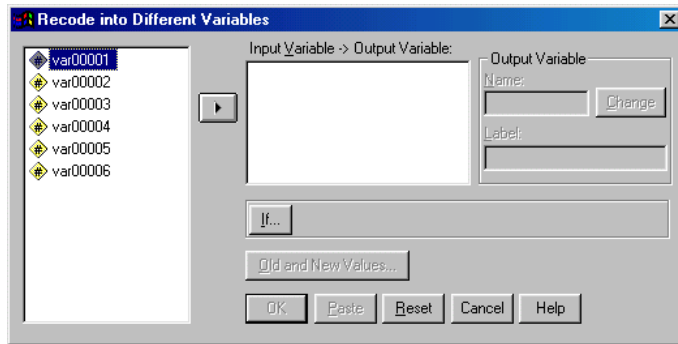 Recode into Different Variables
var00001
var00002
var00003
var00004
var00005
var00006
Input Variable -> Output Variable:
Output Variable
Name:
Change
Label:
If...
Old and New Values...
OK
Paste
Reset
Cancel
Help